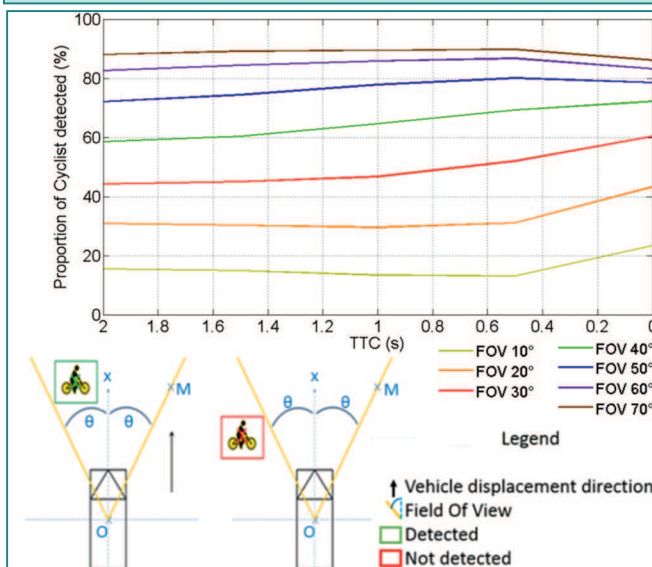 100
80
60
40
20
0
Proportion of Cyclist detected (%)
2 1.8 1.6 1.4 1.2 1 0.8 0.6 0.4 0.2
TTC (s)
FOV 10°
FOV 20°
FOV 30°
FOV 40°
FOV 50°
FOV 60°
FOV 70°
x M
θ θ
O
x M
θ θ
O
Legend
Vehicle displacement direction
Field Of View
Detected
Not detected